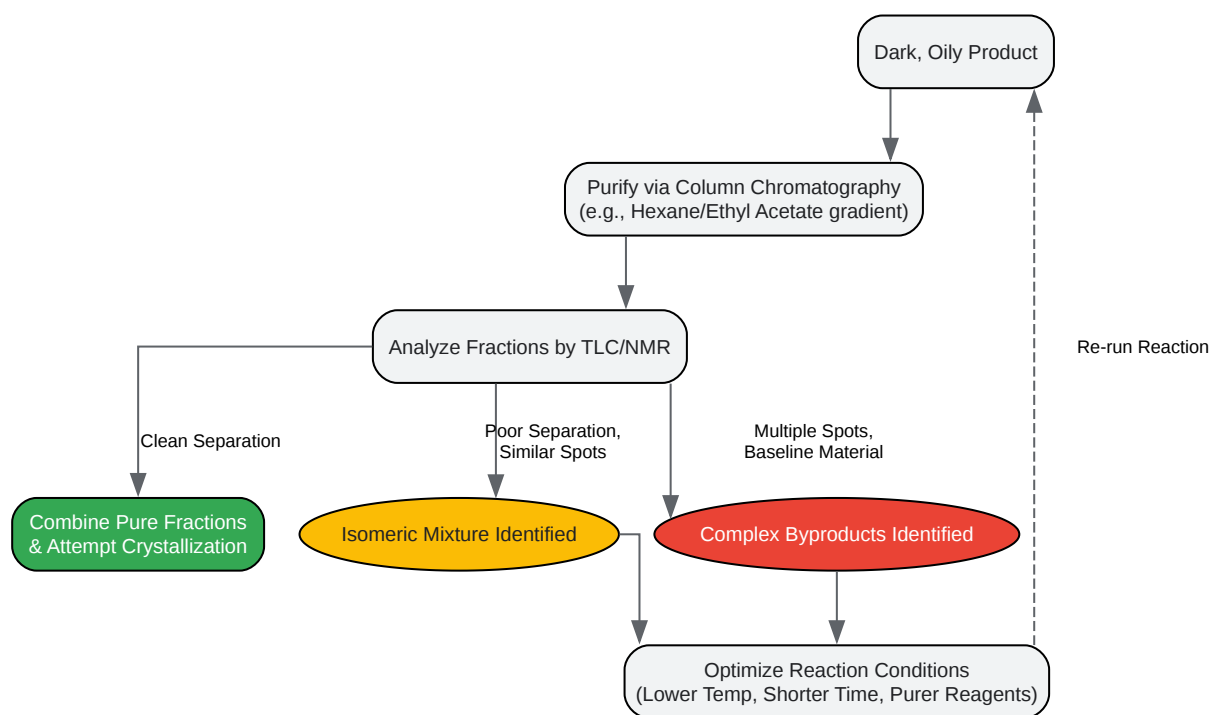 Dark, Oily Product
Purify via Column Chromatography
(e.g., Hexane/Ethyl Acetate gradient)
Analyze Fractions by TLC/NMR
Re-run Reaction
Clean Separation
Poor Separation,
Similar Spots
Multiple Spots,
Baseline Material
Combine Pure Fractions
& Attempt Crystallization
Isomeric Mixture Identified
Complex Byproducts Identified
Optimize Reaction Conditions
(Lower Temp, Shorter Time, Purer Reagents)